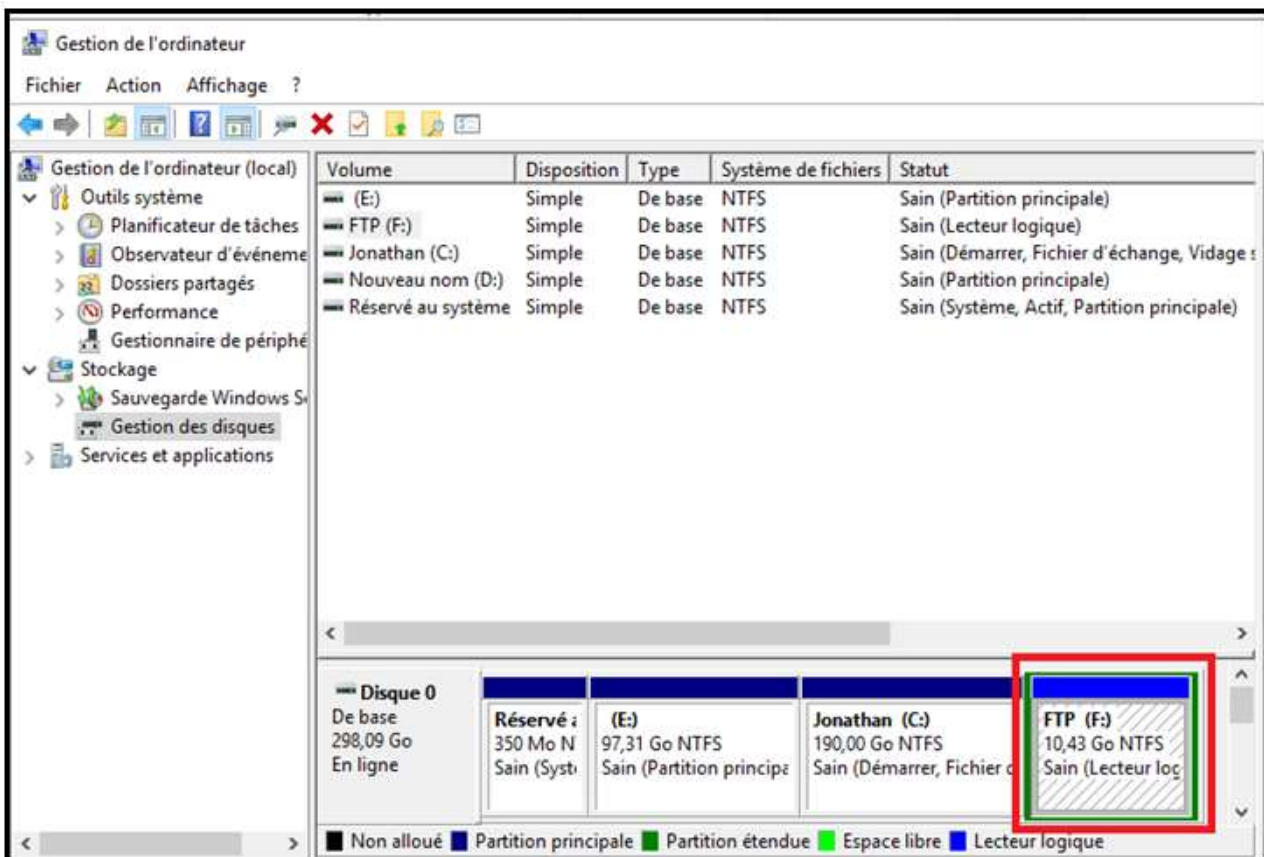 Gestion de l'ordinateur
Fichier Action Affichage ?
Gestion de l'ordinateur (local)
Outils système
Planificateur de tâches
Observateur d'événeme
Dossiers partagés
Performance
Gestionnaire de périphé
Stockage
Sauvegarde Windows Se
Gestion des disques
Services et applications
Volume Disposition Type Système de fichiers Statut
(E:) Simple De base NTFS Sain (Partition principale)
FTP (F:) Simple De base NTFS Sain (Lecteur logique)
Jonathan (C:) Simple De base NTFS Sain (Démarrer, Fichier d'échange, Vidage s
Nouveau nom (D:) Simple De base NTFS Sain (Partition principale)
Réservé au système Simple De base NTFS Sain (Système, Actif, Partition principale)
Disque 0
De base
298,09 Go
En ligne
Réservé a
350 Mo N
Sain (Syst
(E:)
97,31 Go NTFS
Sain (Partition principa
Jonathan (C:)
190,00 Go NTFS
Sain (Démarrer, Fichier d
FTP (F:)
10,43 Go NTFS
Sain (Lecteur log
Non alloué Partition principale Partition étendue Espace libre Lecteur logique